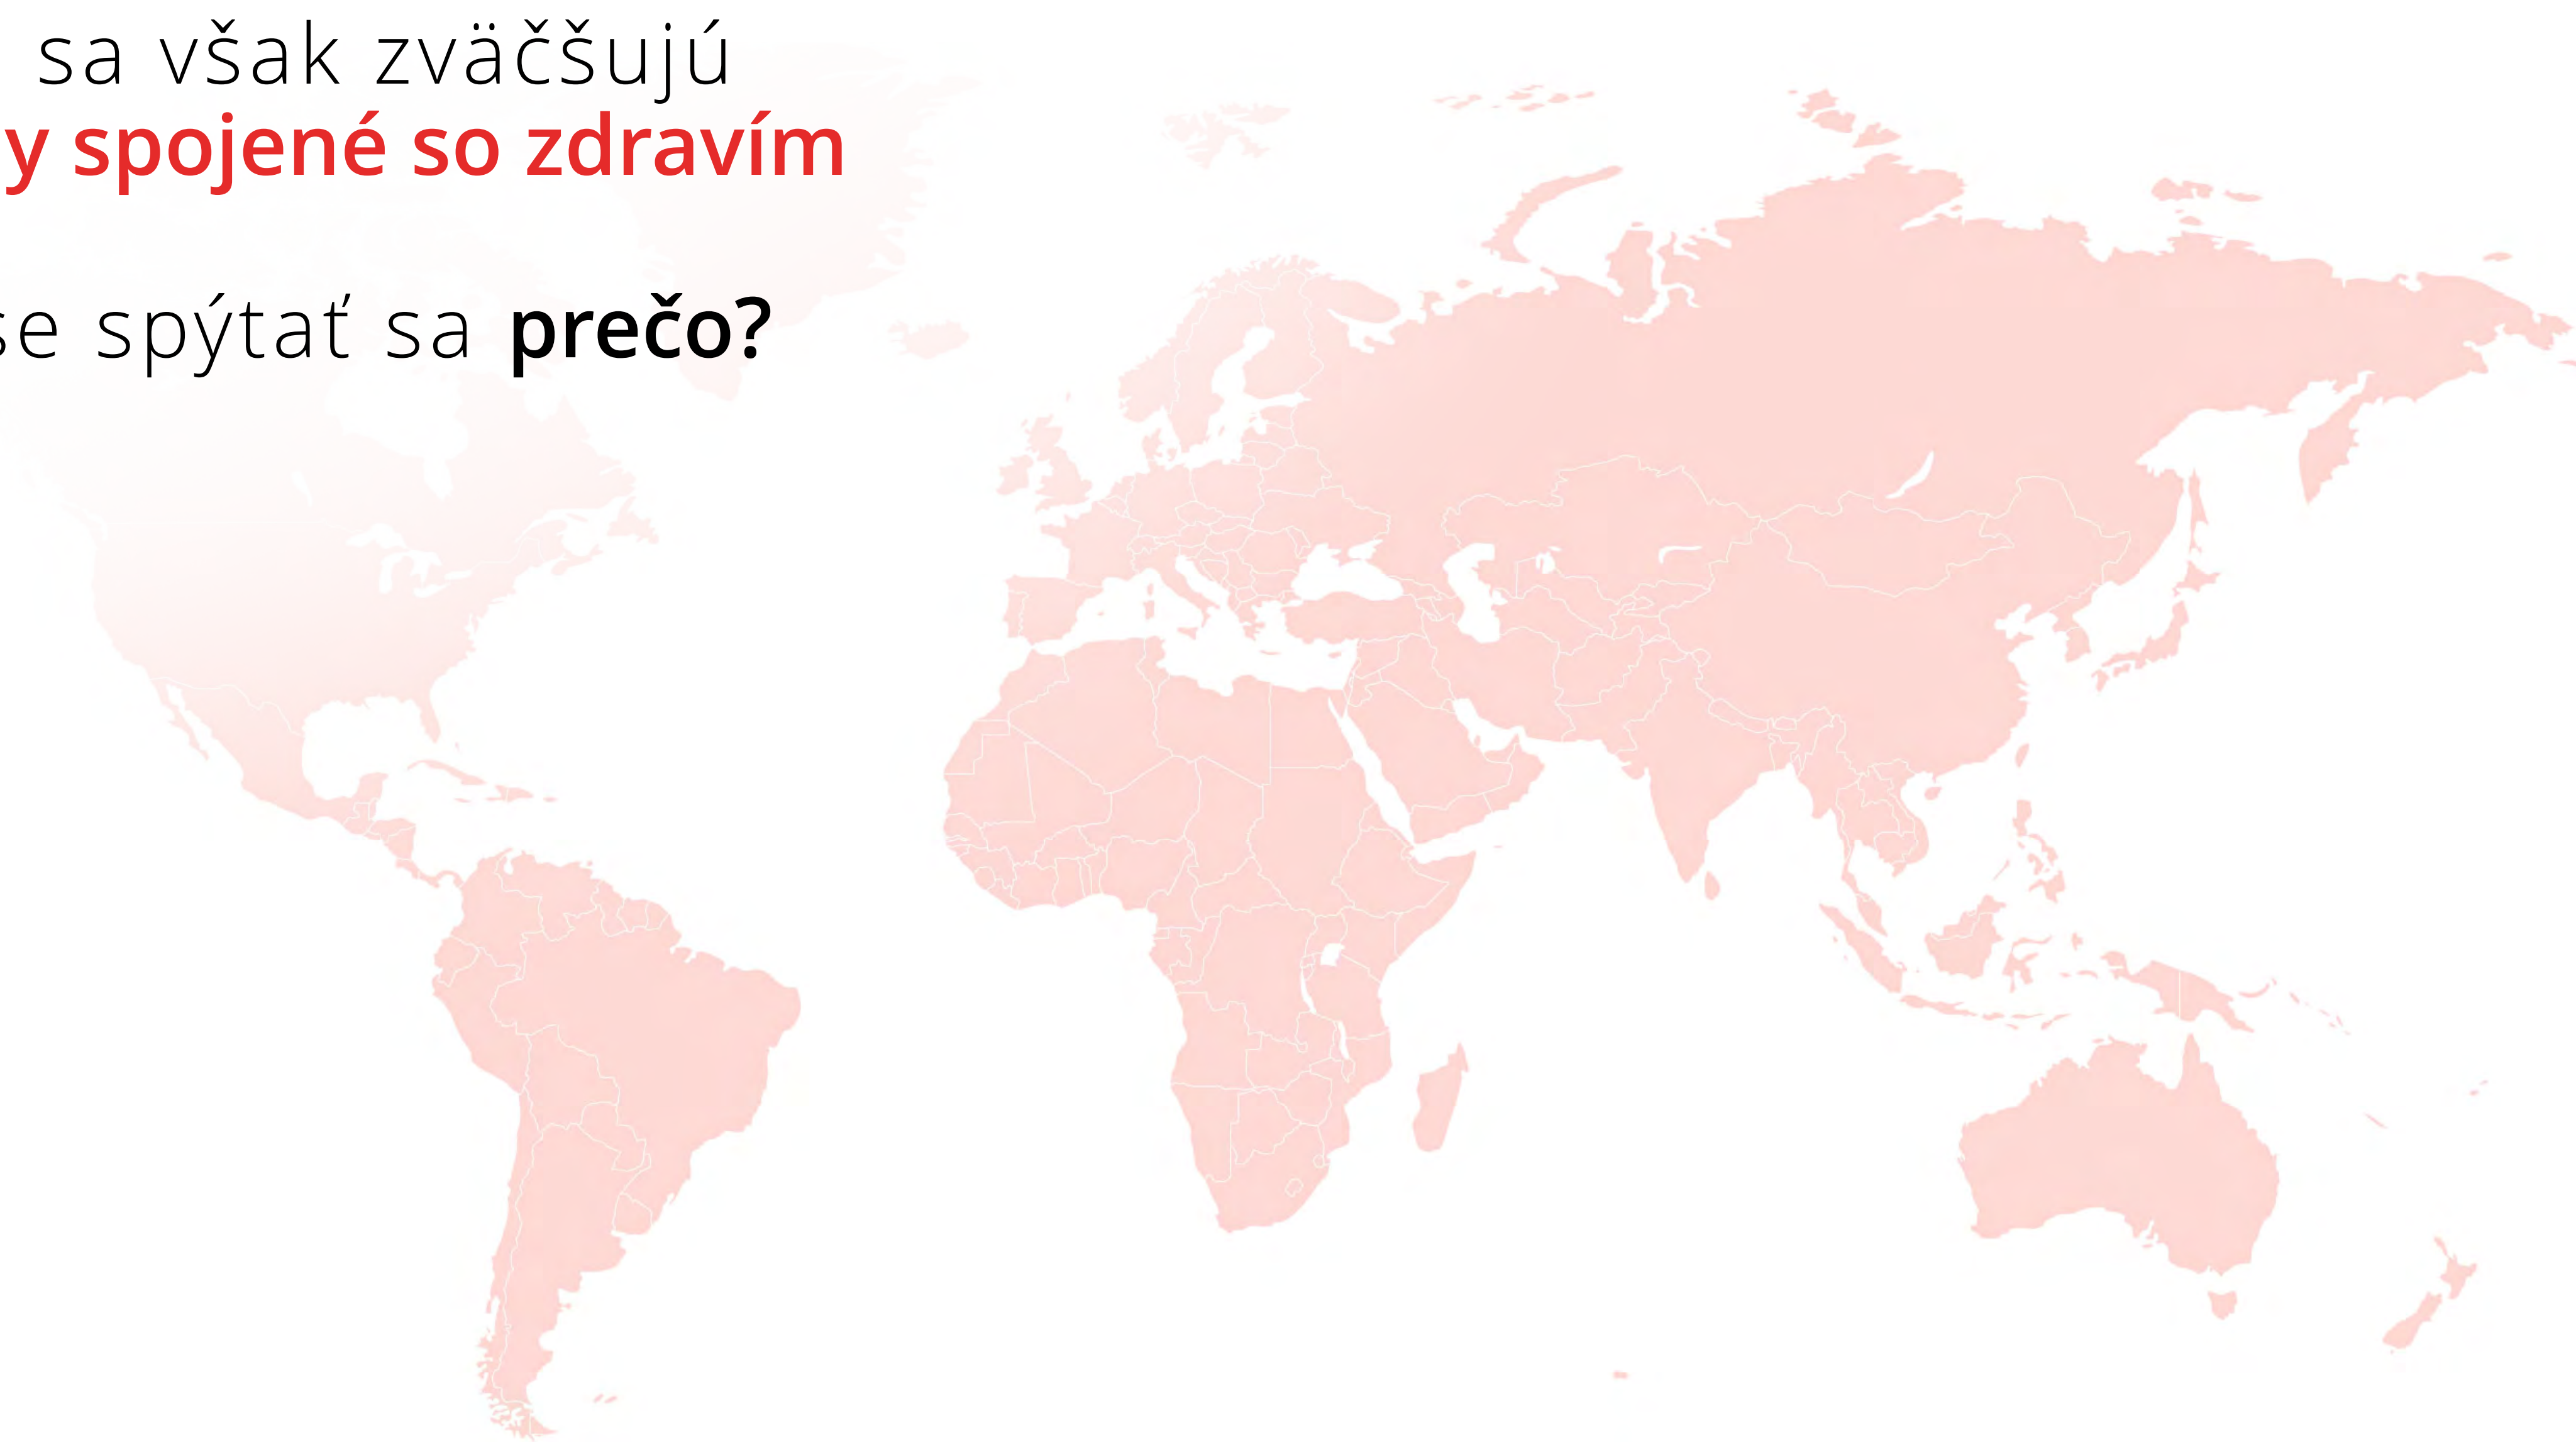 sa však zväčšujú
y spojené so zdravím
se spýtať sa prečo?